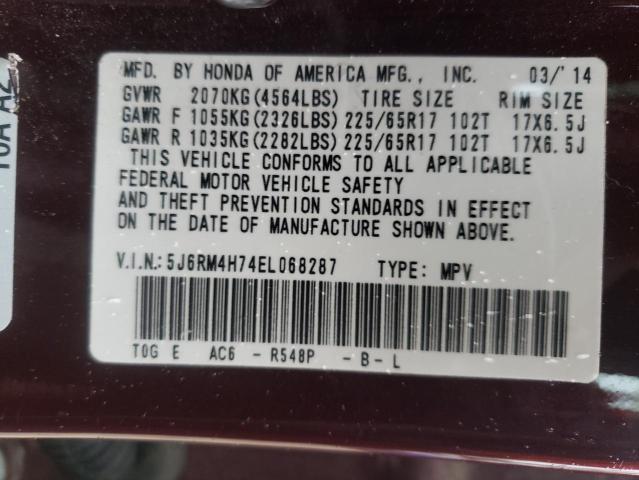 MFD. BY HONDA OF AMERICA MFG., INC. 03/'14
GVWR 2070KG(4564LBS) TIRE SIZE RIM SIZE
GAWR F 1055KG(2326LBS) 225/65R17 102T 17X6.5J
GAWR R 1035KG(2282LBS) 225/65R17 102T 17X6.5J
THIS VEHICLE CONFORMS TO ALL APPLICABLE
FEDERAL MOTOR VEHICLE SAFETY
AND THEFT PREVENTION STANDARDS IN EFFECT
ON THE DATE OF MANUFACTURE SHOWN ABOVE.
V.I.N.: 5J6RM4H74EL068287 TYPE: MPV
T0G E AC6 - R548P - B - L